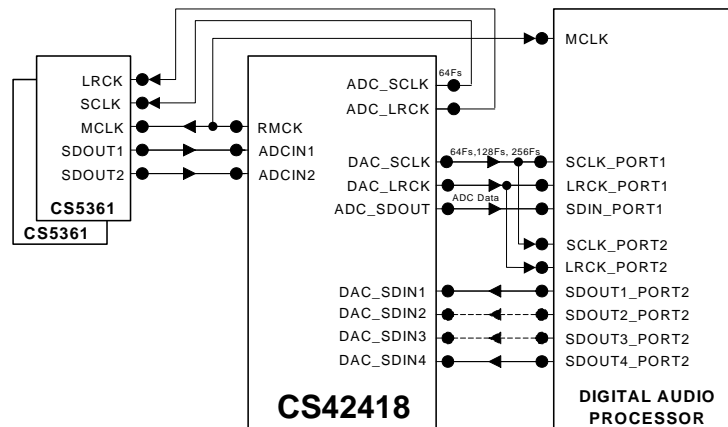 LRCK
SCLK
MCLK
SDOUT1
SDOUT2
CS5361
CS5361
ADC_SCLK
64Fs
ADC_LRCK
RMCK
ADCIN1
ADCIN2
DAC_SCLK
64Fs,128Fs, 256Fs
DAC_LRCK
ADC_SDOUT
ADC Data
DAC_SDIN1
DAC_SDIN2
DAC_SDIN3
DAC_SDIN4
CS42418
MCLK
SCLK_PORT1
LRCK_PORT1
SDIN_PORT1
SCLK_PORT2
LRCK_PORT2
SDOUT1_PORT2
SDOUT2_PORT2
SDOUT3_PORT2
SDOUT4_PORT2
DIGITAL AUDIO
PROCESSOR